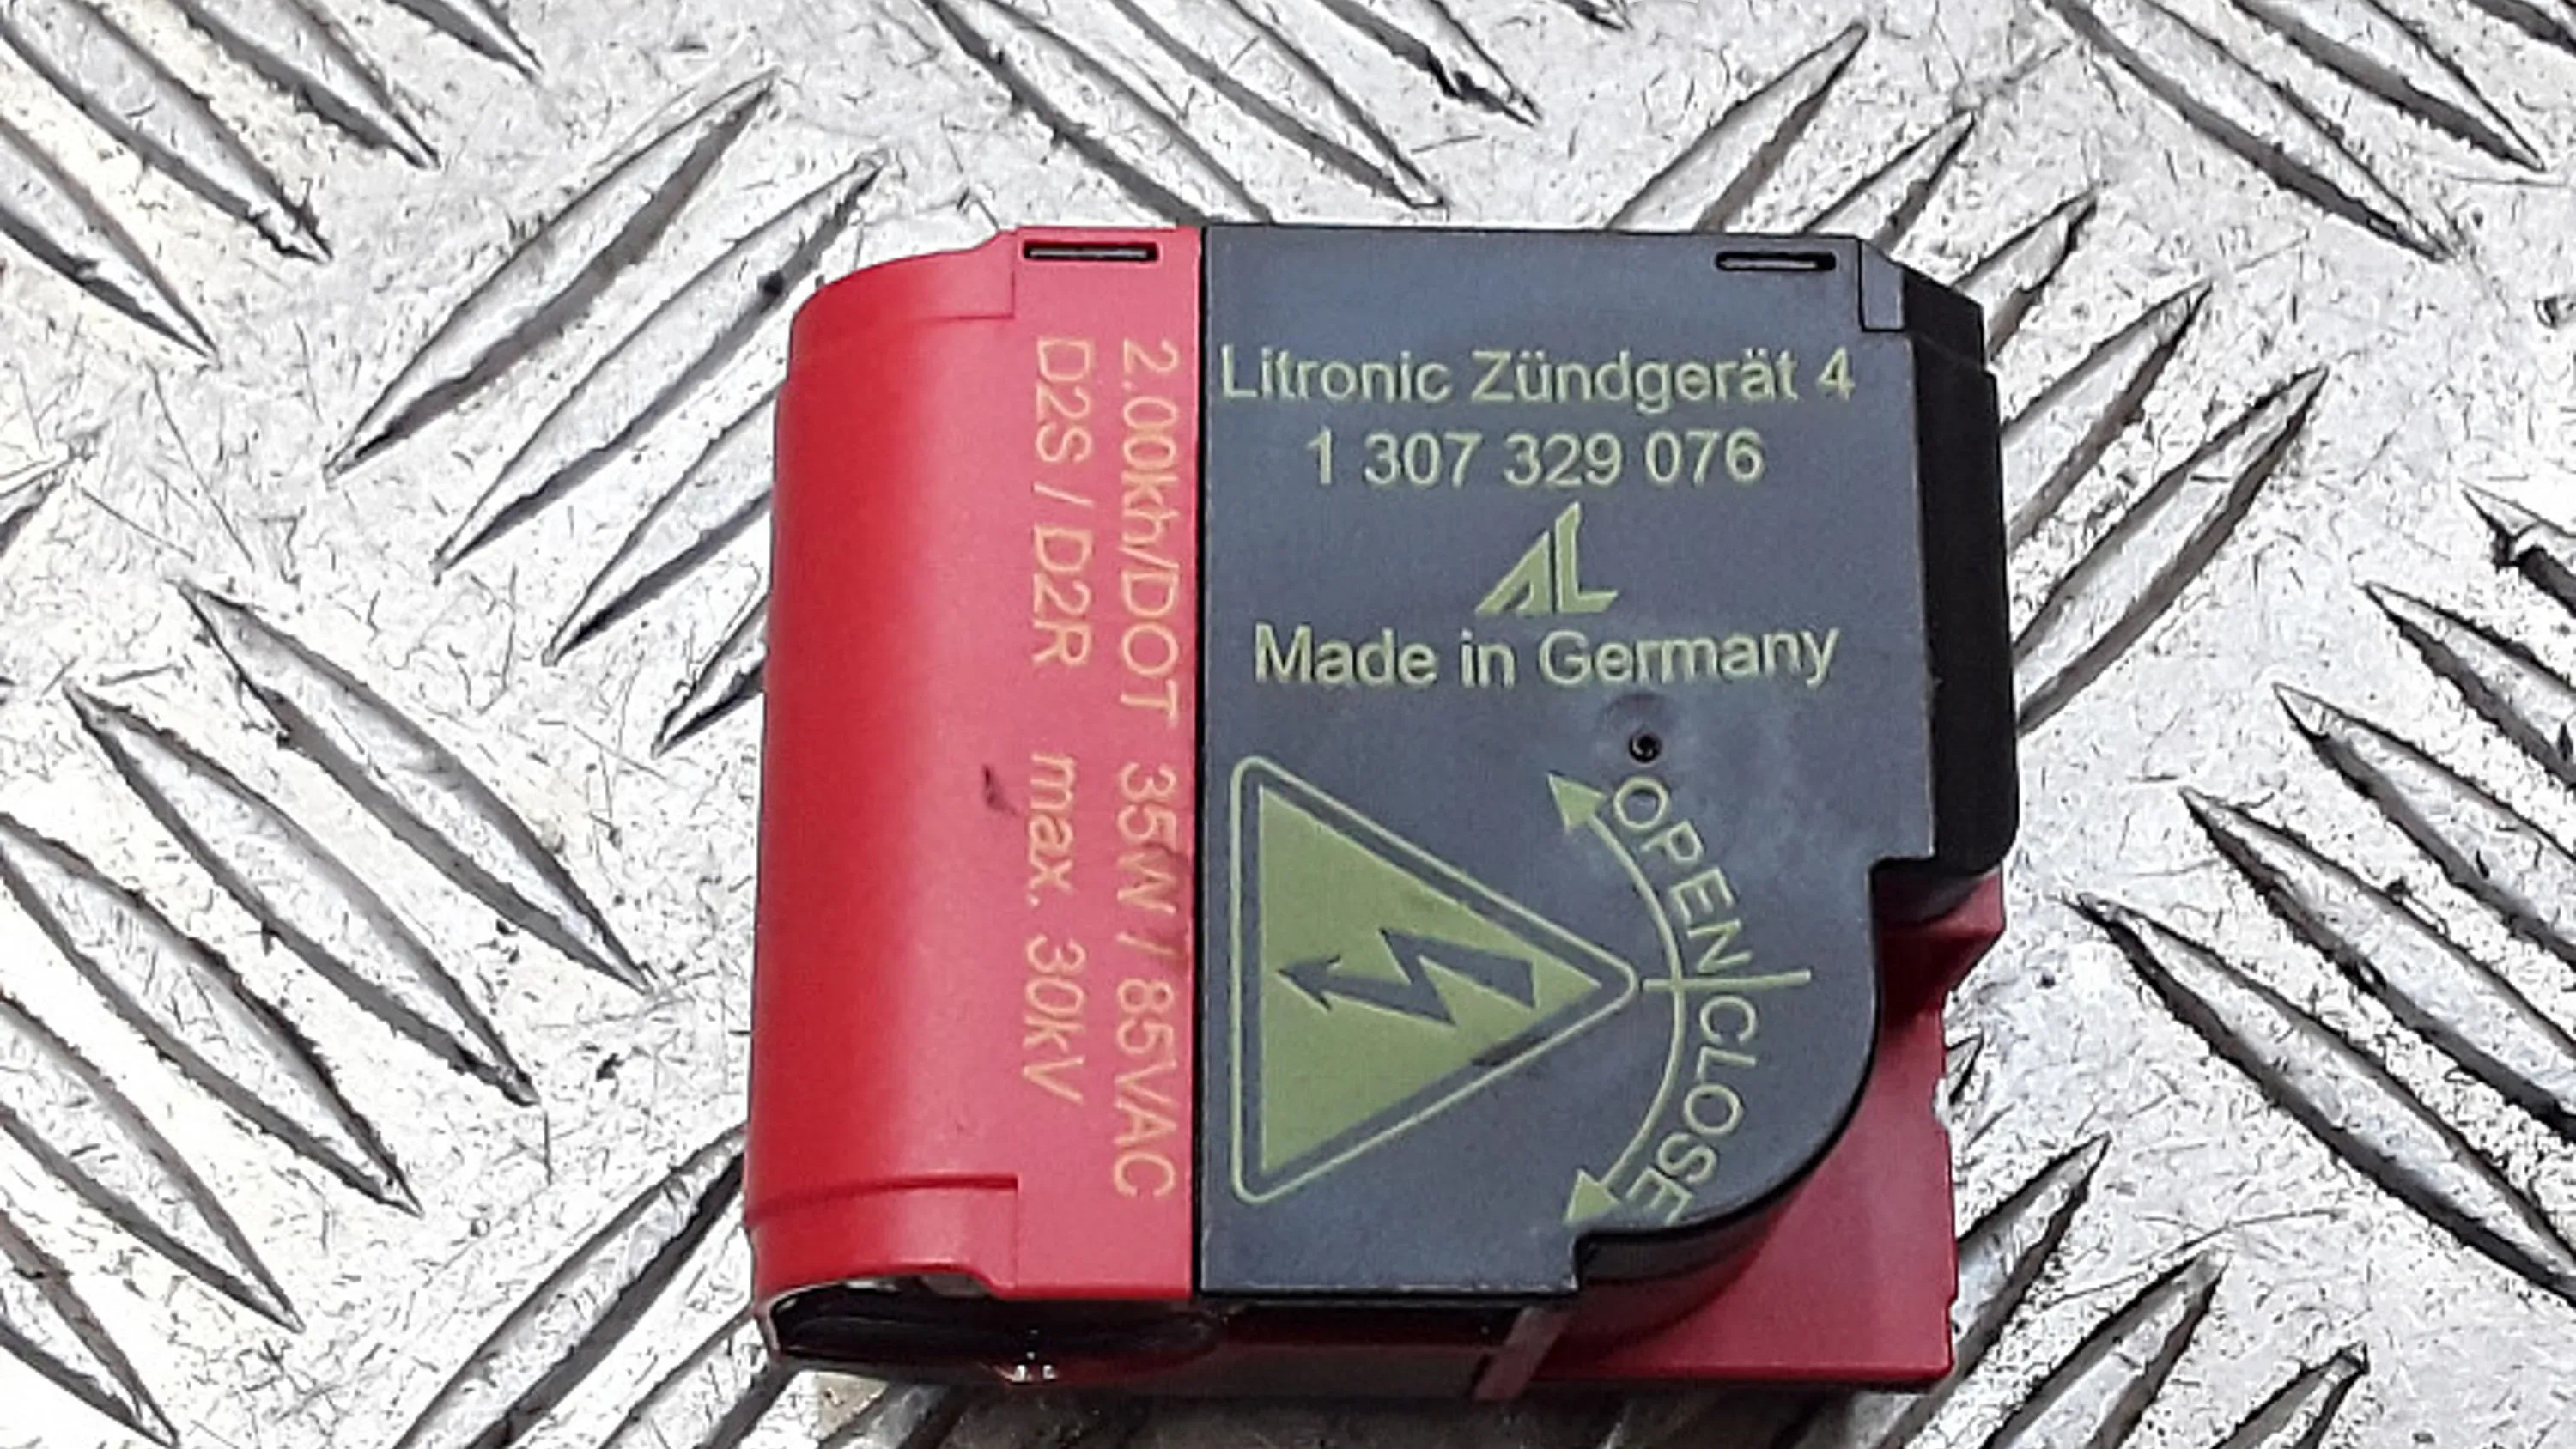 Litronic Zündgerät 4
1 307 329 076
AL
Made in Germany
OPEN CLOSE
2.00kh/DOT 35W / 85VAC
D2S / D2R max. 30kV